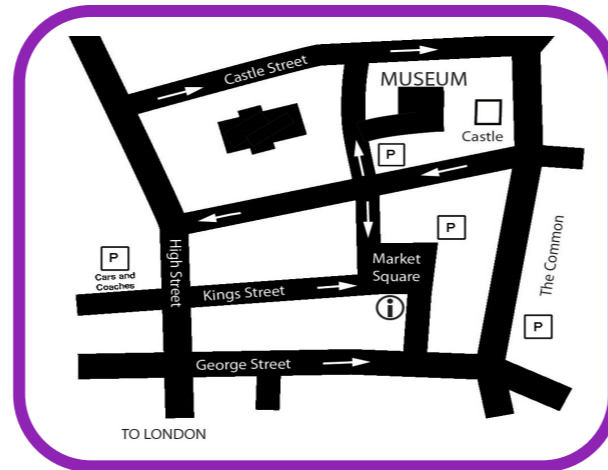 Castle Street
MUSEUM
Castle
P
P
High Street
P
Cars and
Coaches
Market
Square
The Common
Kings Street
i
P
George Street
TO LONDON